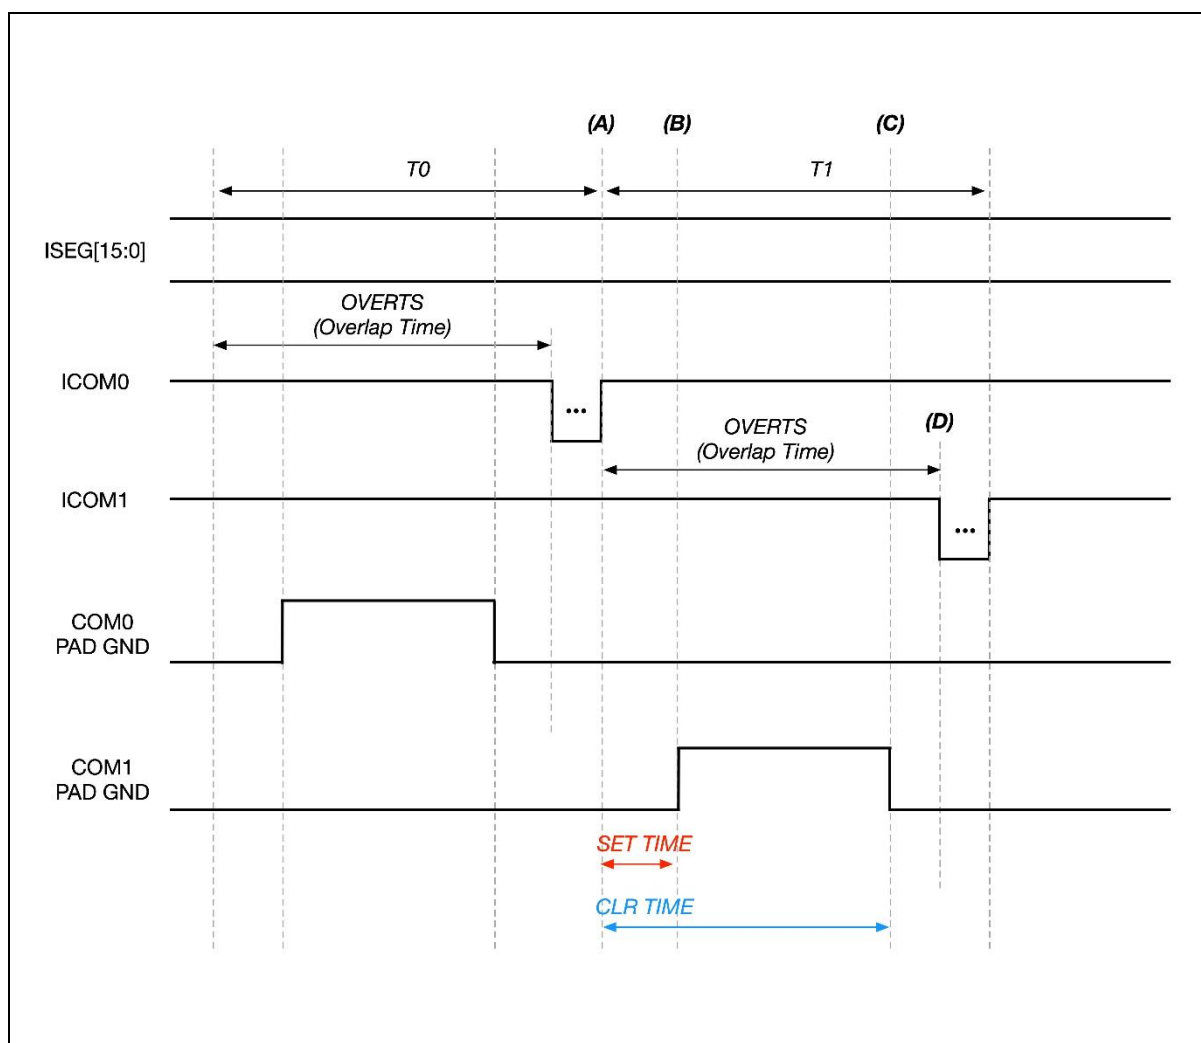 (A) (B) (C)
T0 T1
ISEG[15:0]
OVERTS
(Overlap Time)
ICOM0
...
OVERTS
(Overlap Time)
(D)
ICOM1
...
COM0
PAD GND
COM1
PAD GND
SET TIME
CLR TIME